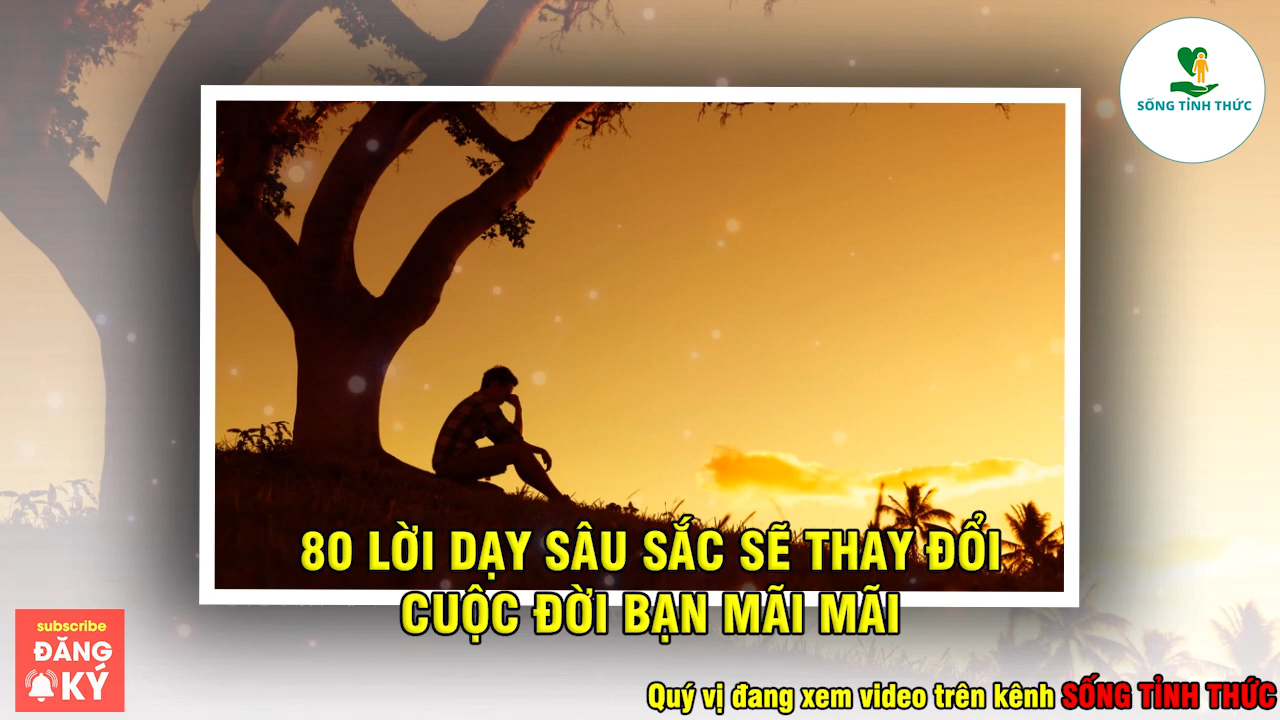 SỐNG TỈNH THỨC
80 LỜI DẠY SÂU SẮC SẼ THAY ĐỔI
CUỘC ĐỜI BẠN MÃI MÃI
subscribe
ĐĂNG
KÝ
Quý vị đang xem video trên kênh SỐNG TỈNH THỨC